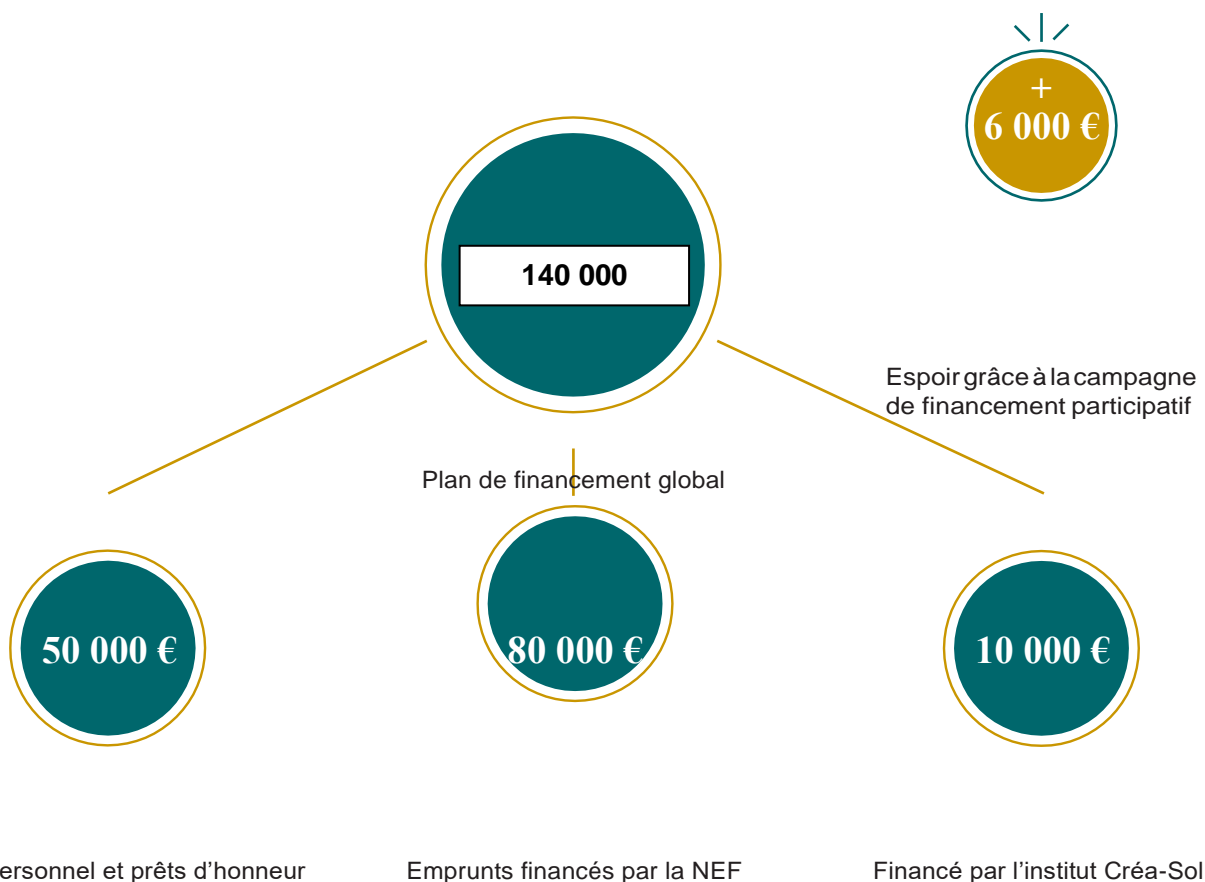 +
6 000 €
140 000
Espoir grâce à la campagne
de financement participatif
Plan de financement global
50 000 €
80 000 €
10 000 €
ersonnel et prêts d’honneur
Emprunts financés par la NEF
Financé par l’institut Créa-Sol